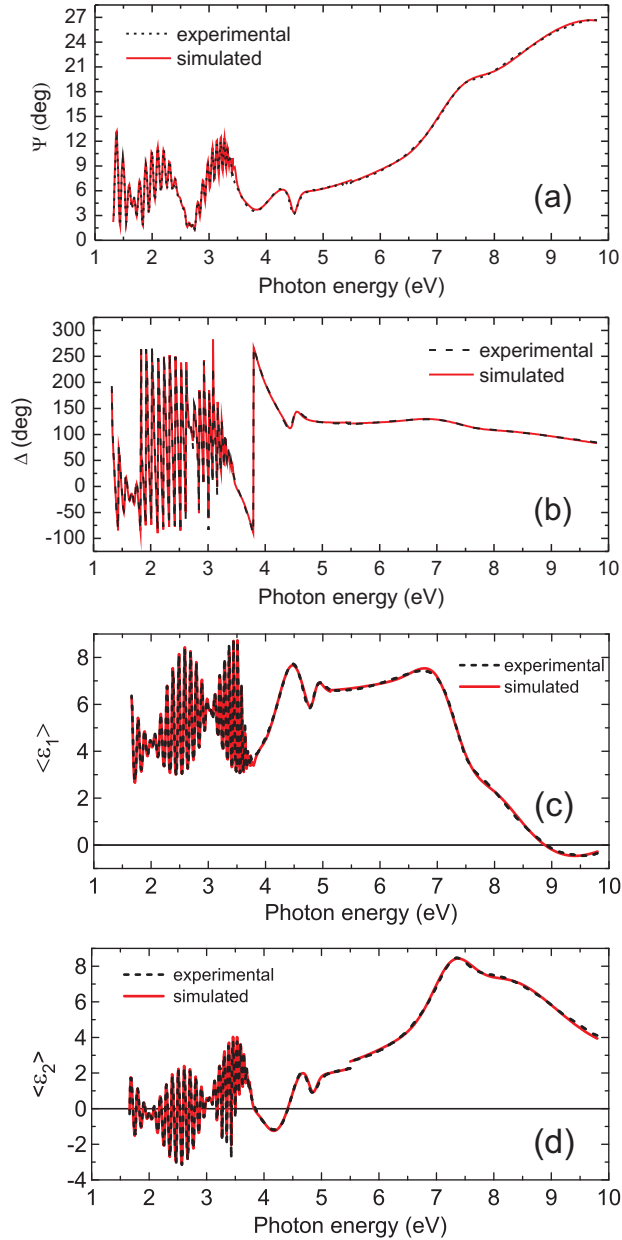 27
24
21
18
15
12
9
6
3
0
Ψ (deg)
experimental
simulated
(a)
1 2 3 4 5 6 7 8 9 10
Photon energy (eV)
300
250
200
150
100
50
0
-50
-100
Δ (deg)
experimental
simulated
(b)
1 2 3 4 5 6 7 8 9 10
Photon energy (eV)
8
6
4
2
0
<ε₁>
experimental
simulated
(c)
1 2 3 4 5 6 7 8 9 10
Photon energy (eV)
8
6
4
2
0
-2
-4
<ε₂>
experimental
simulated
(d)
1 2 3 4 5 6 7 8 9 10
Photon energy (eV)